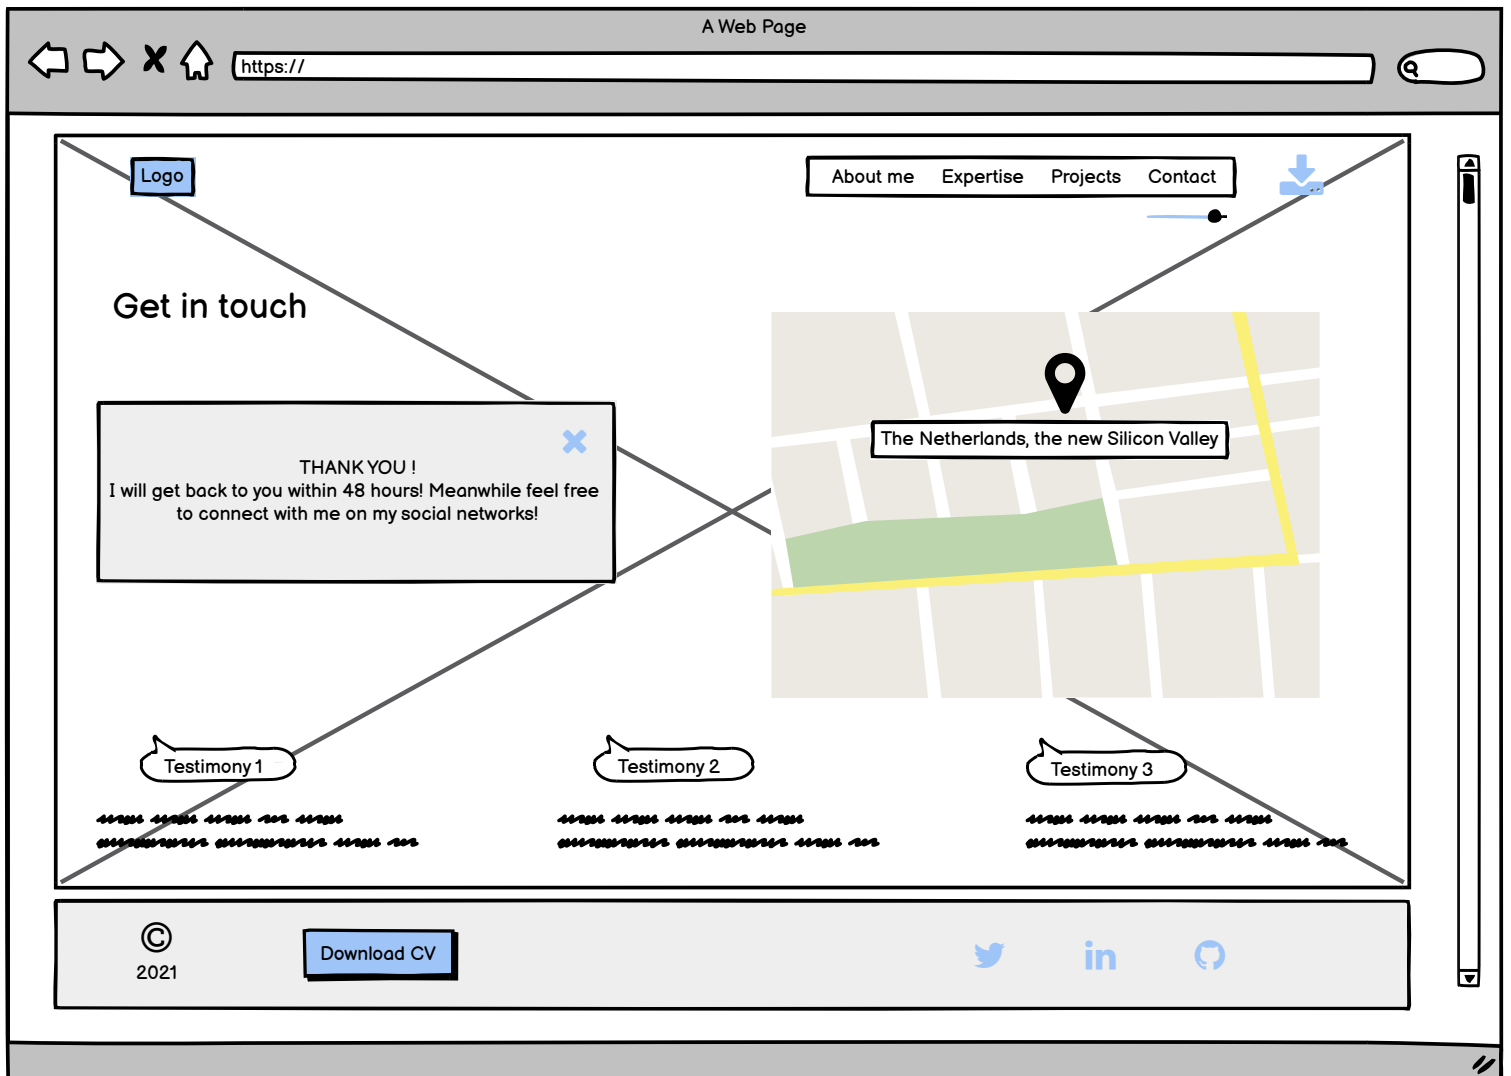 A Web Page
https://
Logo
About me Expertise Projects Contact
Get in touch
The Netherlands, the new Silicon Valley
THANK YOU !
I will get back to you within 48 hours! Meanwhile feel free
to connect with me on my social networks!
Testimony 1
Testimony 2
Testimony 3
©
2021
Download CV
in